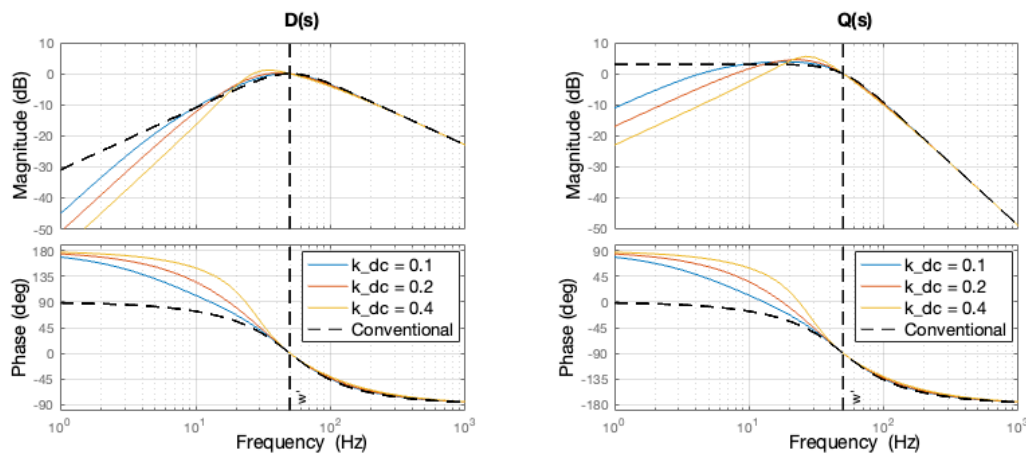 D(s)
Magnitude (dB)
10
0
-10
-20
-30
-40
-50
Phase (deg)
180
135
90
45
0
-45
-90
k_dc = 0.1
k_dc = 0.2
k_dc = 0.4
Conventional
w
10^0
10^1
10^2
10^3
Frequency (Hz)
Q(s)
Magnitude (dB)
10
0
-10
-20
-30
-40
-50
Phase (deg)
90
45
0
-45
-90
-135
-180
k_dc = 0.1
k_dc = 0.2
k_dc = 0.4
Conventional
w
10^0
10^1
10^2
10^3
Frequency (Hz)